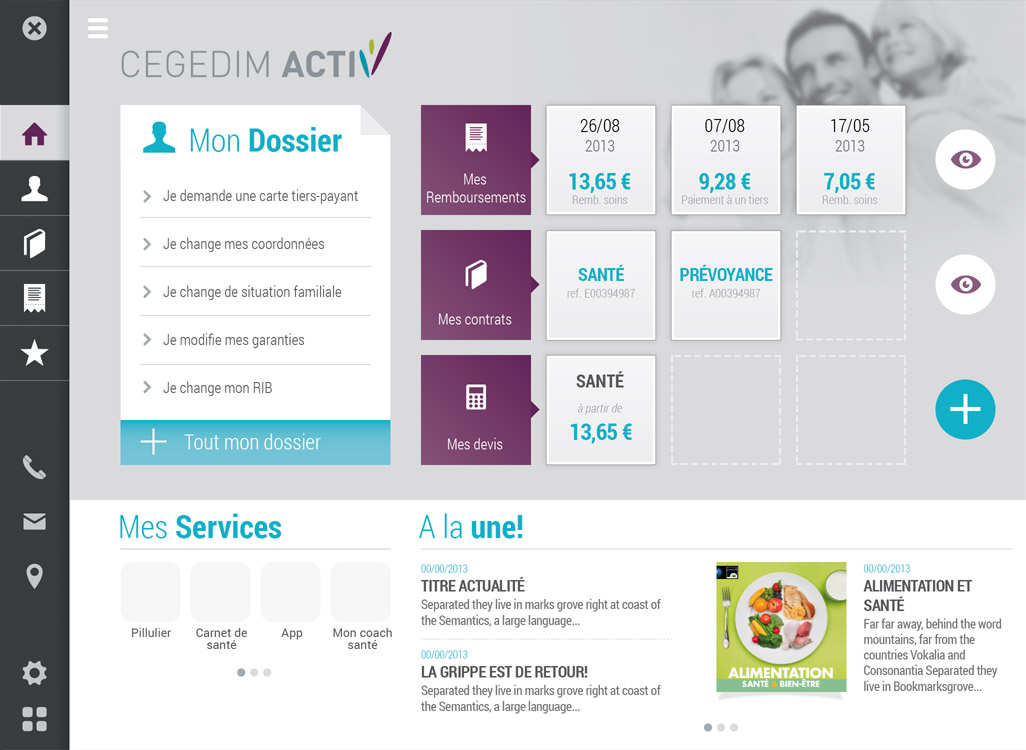 CEGEDIM ACTIV
Mon Dossier
Je demande une carte tiers-payant
Je change mes coordonnées
Je change de situation familiale
Je modifie mes garanties
Je change mon RIB
Tout mon dossier
Mes
Remboursements
26/08
2013
13,65 €
Remb. soins
07/08
2013
9,28 €
Paiement à un tiers
17/05
2013
7,05 €
Remb. soins
Mes contrats
SANTÉ
ref. E00394987
PRÉVOYANCE
ref. A00394987
Mes devis
SANTÉ
à partir de
13,65 €
Mes Services
Pillulier
Carnet de
santé
App
Mon coach
santé
A la une!
00/00/2013
TITRE ACTUALITÉ
Separated they live in marks grove right at coast of
the Semantics, a large language...
00/00/2013
LA GRIPPE EST DE RETOUR!
Separated they live in marks grove right at coast of
the Semantics, a large language...
ALIMENTATION
SANTÉ & BIEN-ÊTRE
00/00/2013
ALIMENTATION ET
SANTÉ
Far far away, behind the word
mountains, far from the
countries Vokalia and
Consonantia Separated they
live in Bookmarksgrove...